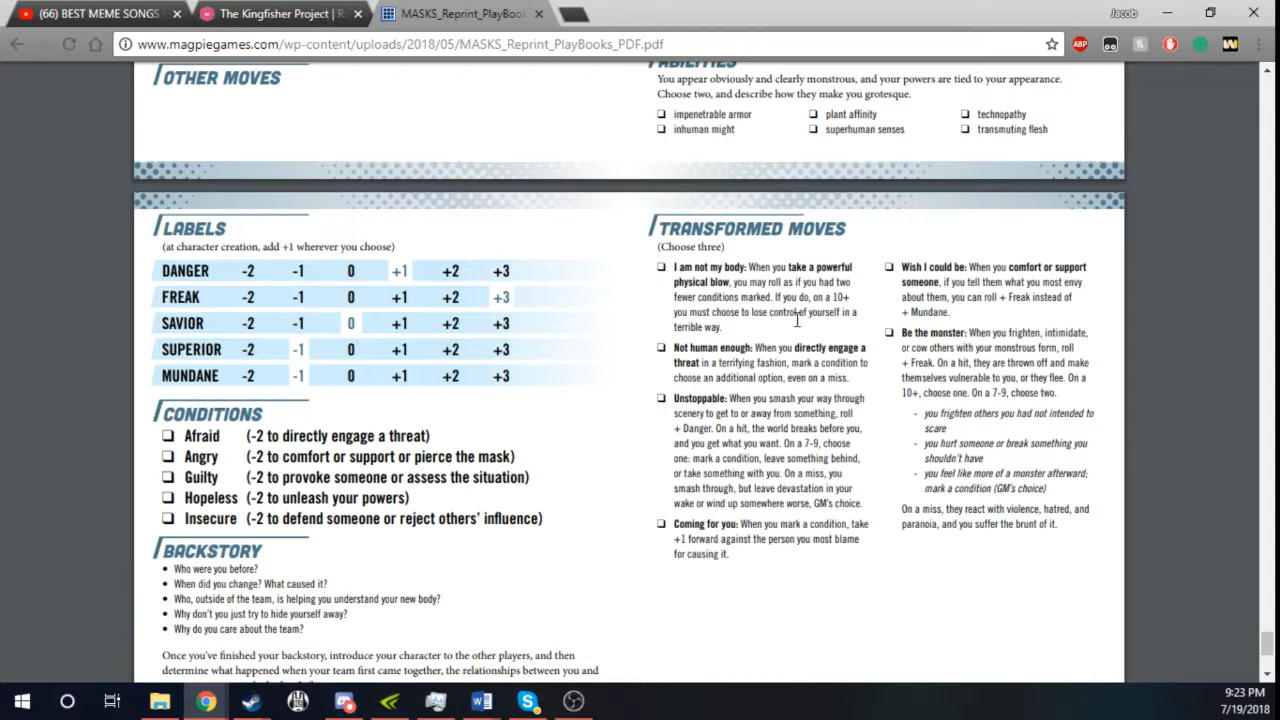 (66) BEST MEME SONGS
The Kingfisher Project | R
MASKS_Reprint_PlayBook
Jacob
www.magpiegames.com/wp-content/uploads/2018/05/MASKS_Reprint_PlayBooks_PDF.pdf
ABP
OTHER MOVES
ABILITIES
You appear obviously and clearly monstrous, and your powers are tied to your appearance.
Choose two, and describe how they make you grotesque.
impenetrable armor
plant affinity
technopathy
inhuman might
superhuman senses
transmuting flesh
LABELS
(at character creation, add +1 wherever you choose)
DANGER -2 -1 0 +1 +2 +3
FREAK -2 -1 0 +1 +2 +3
SAVIOR -2 -1 0 +1 +2 +3
SUPERIOR -2 -1 0 +1 +2 +3
MUNDANE -2 -1 0 +1 +2 +3
CONDITIONS
Afraid (-2 to directly engage a threat)
Angry (-2 to comfort or support or pierce the mask)
Guilty (-2 to provoke someone or assess the situation)
Hopeless (-2 to unleash your powers)
Insecure (-2 to defend someone or reject others' influence)
BACKSTORY
• Who were you before?
• When did you change? What caused it?
• Who, outside of the team, is helping you understand your new body?
• Why don't you just try to hide yourself away?
• Why do you care about the team?
Once you've finished your backstory, introduce your character to the other players, and then
determine what happened when your team first came together, the relationships between you and
TRANSFORMED MOVES
(Choose three)
I am not my body: When you take a powerful
physical blow, you may roll as if you had two
fewer conditions marked. If you do, on a 10+
you must choose to lose control of yourself in a
terrible way.
Not human enough: When you directly engage a
threat in a terrifying fashion, mark a condition to
choose an additional option, even on a miss.
Unstoppable: When you smash your way through
scenery to get to or away from something, roll
+ Danger. On a hit, the world breaks before you,
and you get what you want. On a 7-9, choose
one: mark a condition, leave something behind,
or take something with you. On a miss, you
smash through, but leave devastation in your
wake or wind up somewhere worse, GM's choice.
Coming for you: When you mark a condition, take
+1 forward against the person you most blame
for causing it.
Wish I could be: When you comfort or support
someone, if you tell them what you most envy
about them, you can roll + Freak instead of
+ Mundane.
Be the monster: When you frighten, intimidate,
or cow others with your monstrous form, roll
+ Freak. On a hit, they are thrown off and make
themselves vulnerable to you, or they flee. On a
10+, choose one. On a 7-9, choose two.
- you frighten others you had not intended to
scare
- you hurt someone or break something you
shouldn't have
- you feel like more of a monster afterward;
mark a condition (GM's choice)
On a miss, they react with violence, hatred, and
paranoia, and you suffer the brunt of it.
9:23 PM
7/19/2018